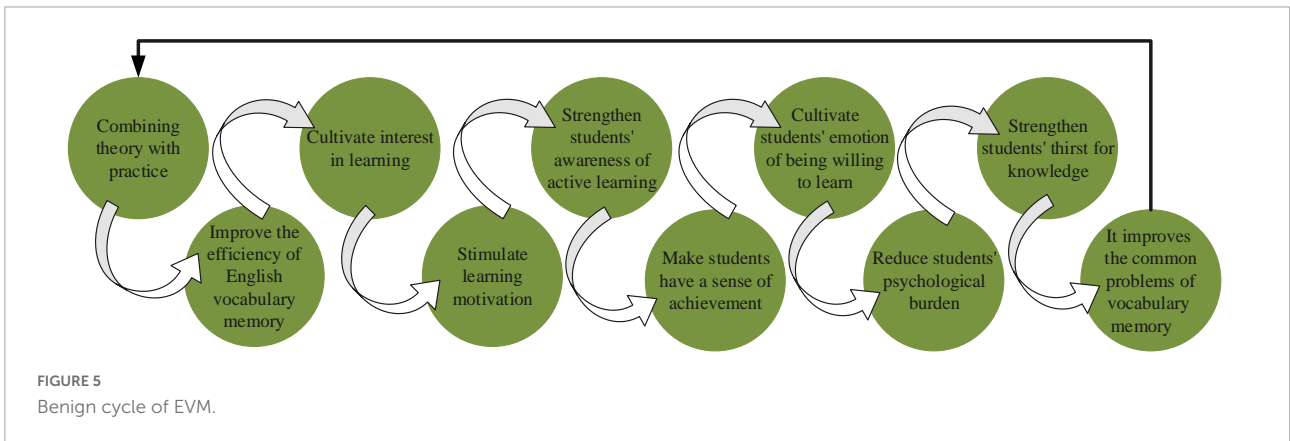 Combining
theory with
practice
Improve the
efficiency of
English
vocabulary
memory
Cultivate interest
in learning
Stimulate
learning
motivation
Strengthen
students'
awareness of
active learning
Make students
have a sense of
achievement
Cultivate
students' emotion
of being willing
to learn
Reduce students'
psychological
burden
Strengthen
students' thirst for
knowledge
It improves
the common
problems of
vocabulary
memory
FIGURE 5
Benign cycle of EVM.